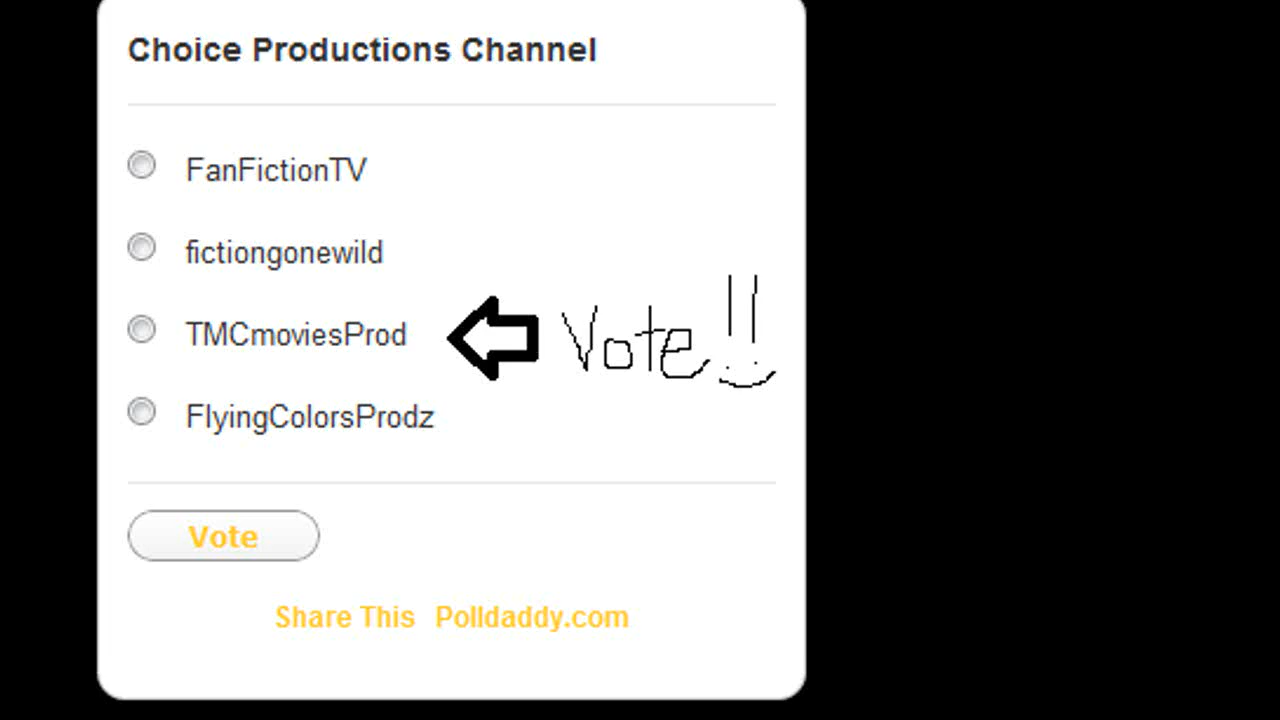 Choice Productions Channel
FanFictionTV
fictiongonewild
TMCmoviesProd Vote!!
FlyingColorsProdz
Vote
Share This Polldaddy.com